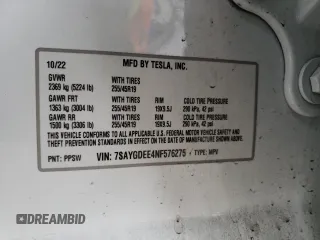 10/22 MFD BY TESLA, INC.
GVWR WITH TIRES
2369 kg (5224 lb) 255/45R19
GAWR FRT WITH TIRES RIM COLD TIRE PRESSURE
1363 kg (3004 lb) 255/45R19 19X9.5J 290 kPa, 42 psi
GAWR RR WITH TIRES RIM COLD TIRE PRESSURE
1500 kg (3306 lb) 255/45R19 19X9.5J 290 kPa, 42 psi
THIS VEHICLE CONFORMS TO ALL APPLICABLE
U.S. FEDERAL MOTOR VEHICLE SAFETY, BUMPER, AND
THEFT PREVENTION STANDARDS IN EFFECT ON
THE DATE OF MANUFACTURE SHOWN ABOVE.
PNT: PPSW VIN: 7SAYGDEE4NF576275 TYPE: MPV